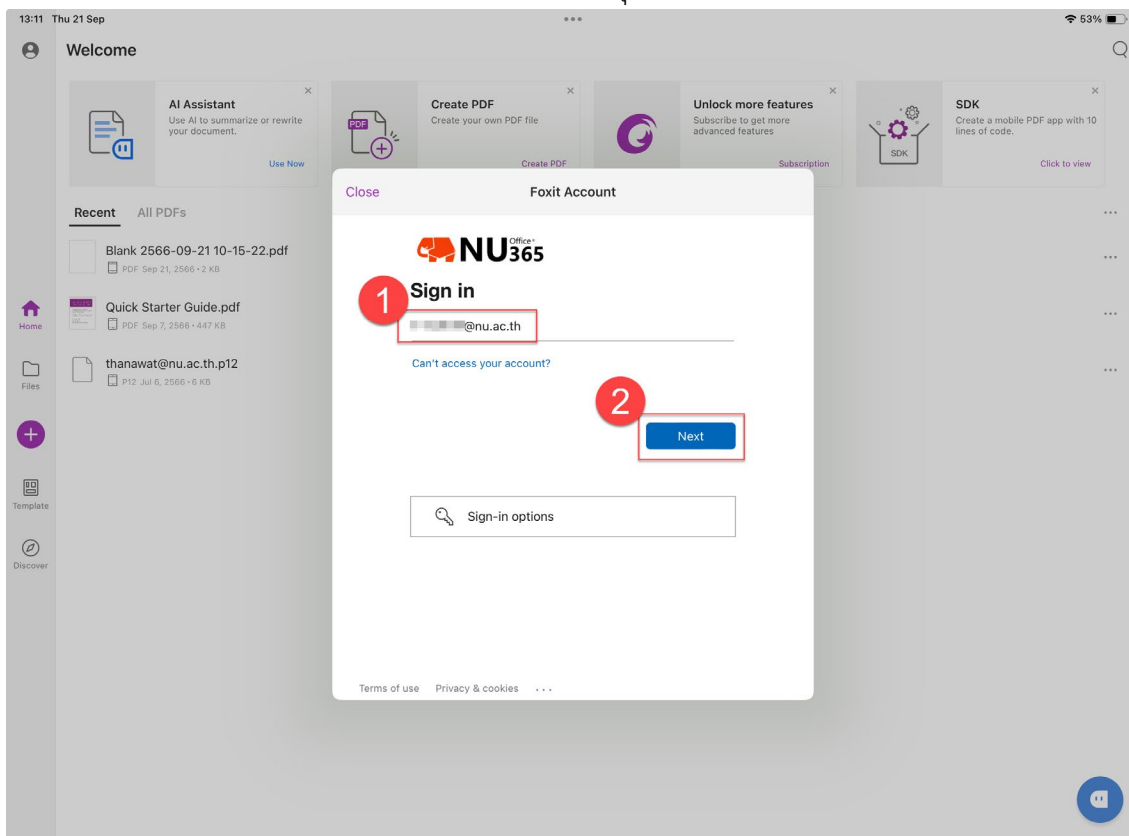 13:11 Thu 21 Sep
53%
Welcome
AI Assistant
Use AI to summarize or rewrite
your document.
Use Now
Create PDF
Create your own PDF file
Create PDF
Unlock more features
Subscribe to get more
advanced features
Subscription
SDK
Create a mobile PDF app with 10
lines of code.
Click to view
PDF
SDK
Close
Foxit Account
Recent
All PDFs
Blank 2566-09-21 10-15-22.pdf
PDF Sep 21, 2566 • 2 KB
Quick Starter Guide.pdf
PDF Sep 7, 2566 • 447 KB
thanawat@nu.ac.th.p12
P12 Jul 6, 2566 • 6 KB
Home
Files
Template
Discover
NU Office 365
1
Sign in
@nu.ac.th
Can't access your account?
2
Next
Sign-in options
Terms of use Privacy & cookies